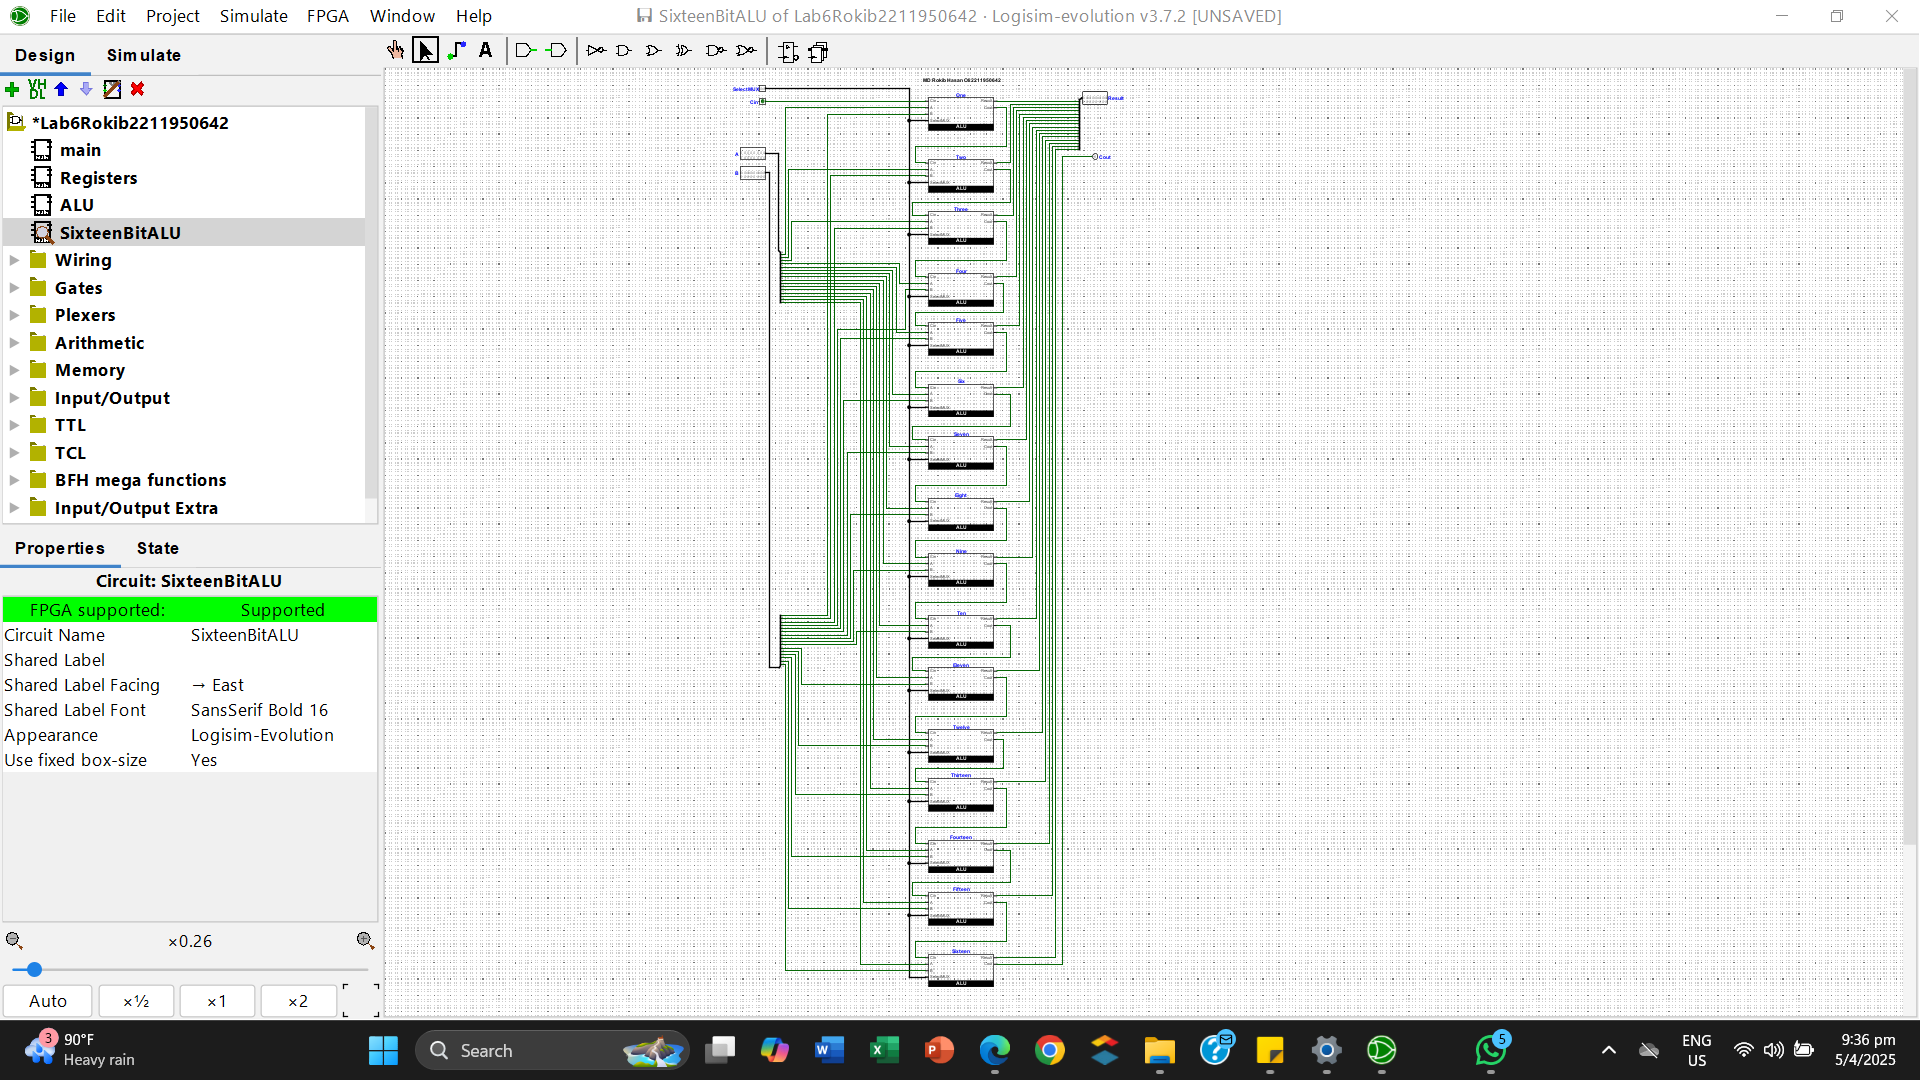 File Edit Project Simulate FPGA Window Help
SixteenBitALU of Lab6Rokib2211950642 · Logisim-evolution v3.7.2 [UNSAVED]
Design Simulate
*Lab6Rokib2211950642
main
Registers
ALU
SixteenBitALU
Wiring
Gates
Plexers
Arithmetic
Memory
Input/Output
TTL
TCL
BFH mega functions
Input/Output Extra
Properties State
Circuit: SixteenBitALU
FPGA supported: Supported
Circuit Name SixteenBitALU
Shared Label
Shared Label Facing → East
Shared Label Font SansSerif Bold 16
Appearance Logisim-Evolution
Use fixed box-size Yes
×0.26
Auto ×½ ×1 ×2
SelectMUX
Cin
A
B
Result
Cout
One
ALU
Two
ALU
Three
ALU
Four
ALU
Five
ALU
Six
ALU
Seven
ALU
Eight
ALU
Nine
ALU
Ten
ALU
Eleven
ALU
Twelve
ALU
Thirteen
ALU
Fourteen
ALU
Fifteen
ALU
Sixteen
ALU
3
90°F
Heavy rain
Search
5
ENG
US
9:36 pm
5/4/2025